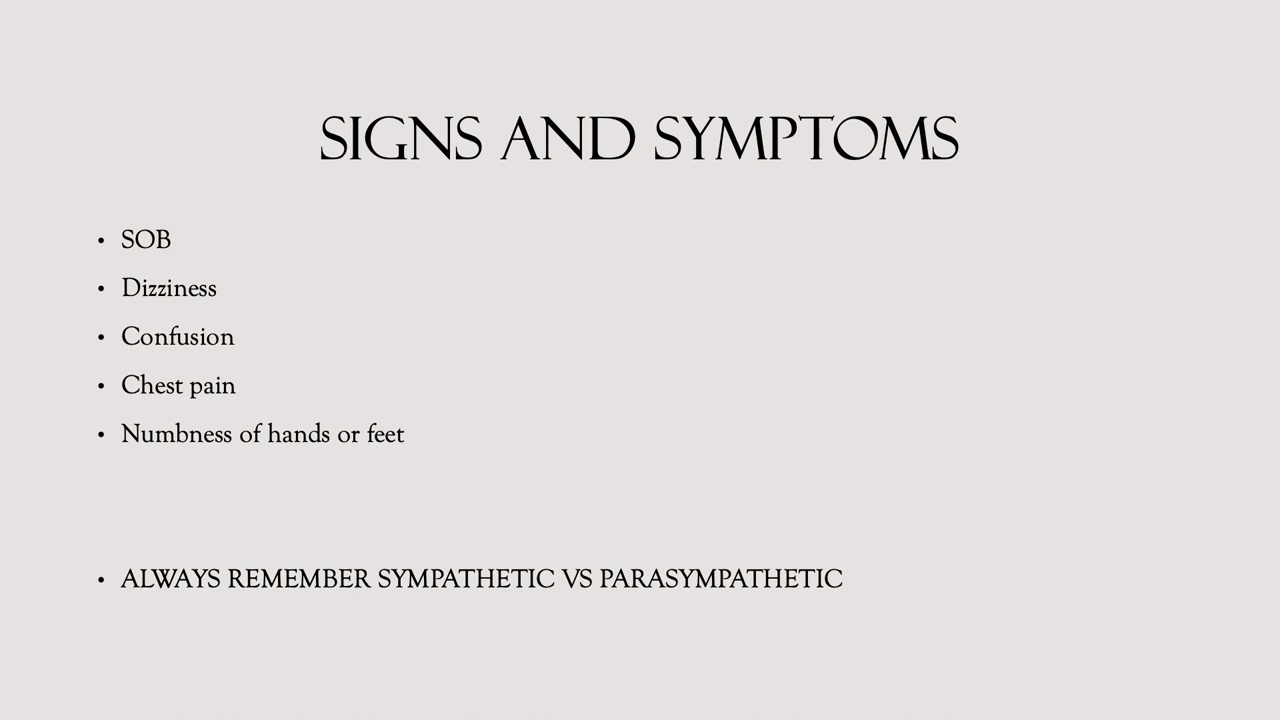 SIGNS AND SYMPTOMS
• SOB
• Dizziness
• Confusion
• Chest pain
• Numbness of hands or feet
• ALWAYS REMEMBER SYMPATHETIC VS PARASYMPATHETIC